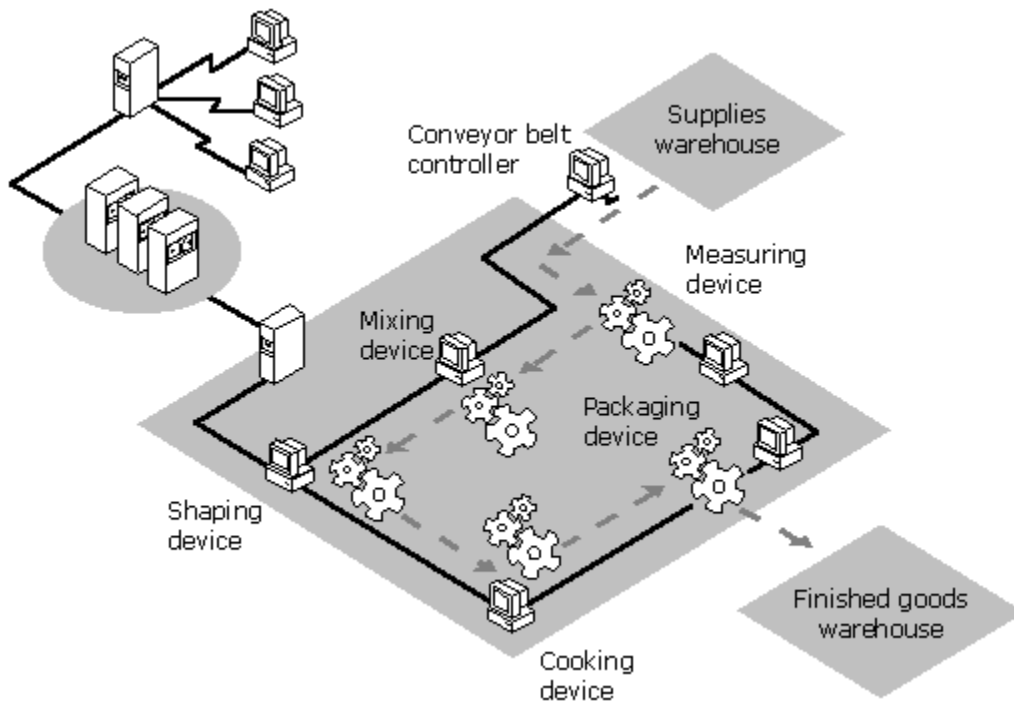 Supplies
warehouse
Conveyor belt
controller
Measuring
device
Mixing
device
Packaging
device
Shaping
device
Finished goods
warehouse
Cooking
device